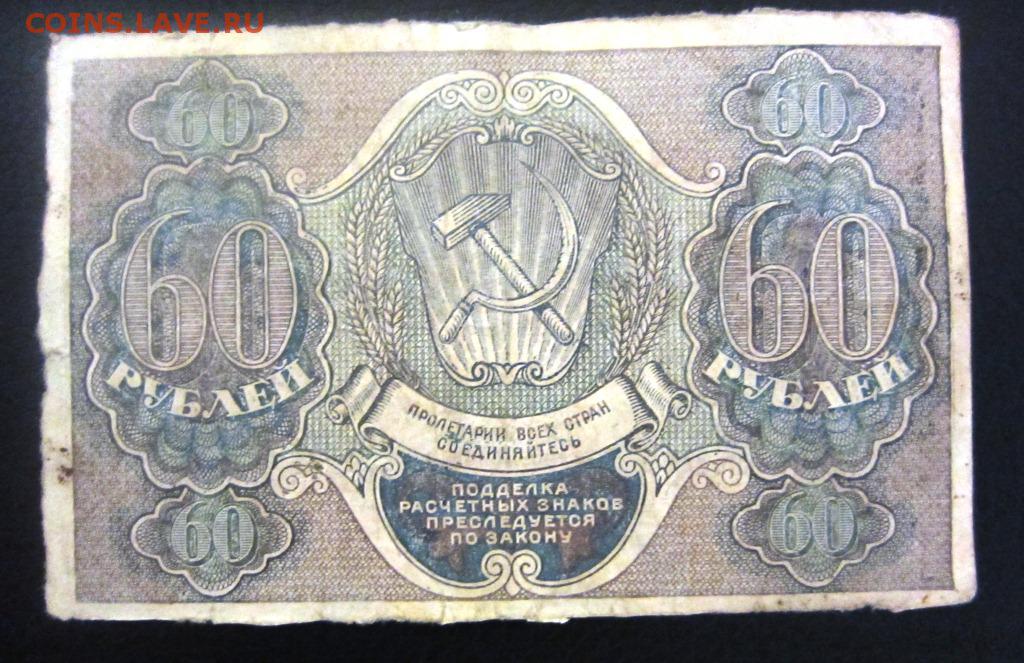 COINS.LAVE.RU
60
60
60
60
РУБЛЕЙ
РУБЛЕЙ
ПРОЛЕТАРИИ ВСЕХ СТРАН
СОЕДИНЯЙТЕСЬ
60
60
ПОДДЕЛКА
РАСЧЕТНЫХ ЗНАКОВ
ПРЕСЛЕДУЕТСЯ
ПО ЗАКОНУ